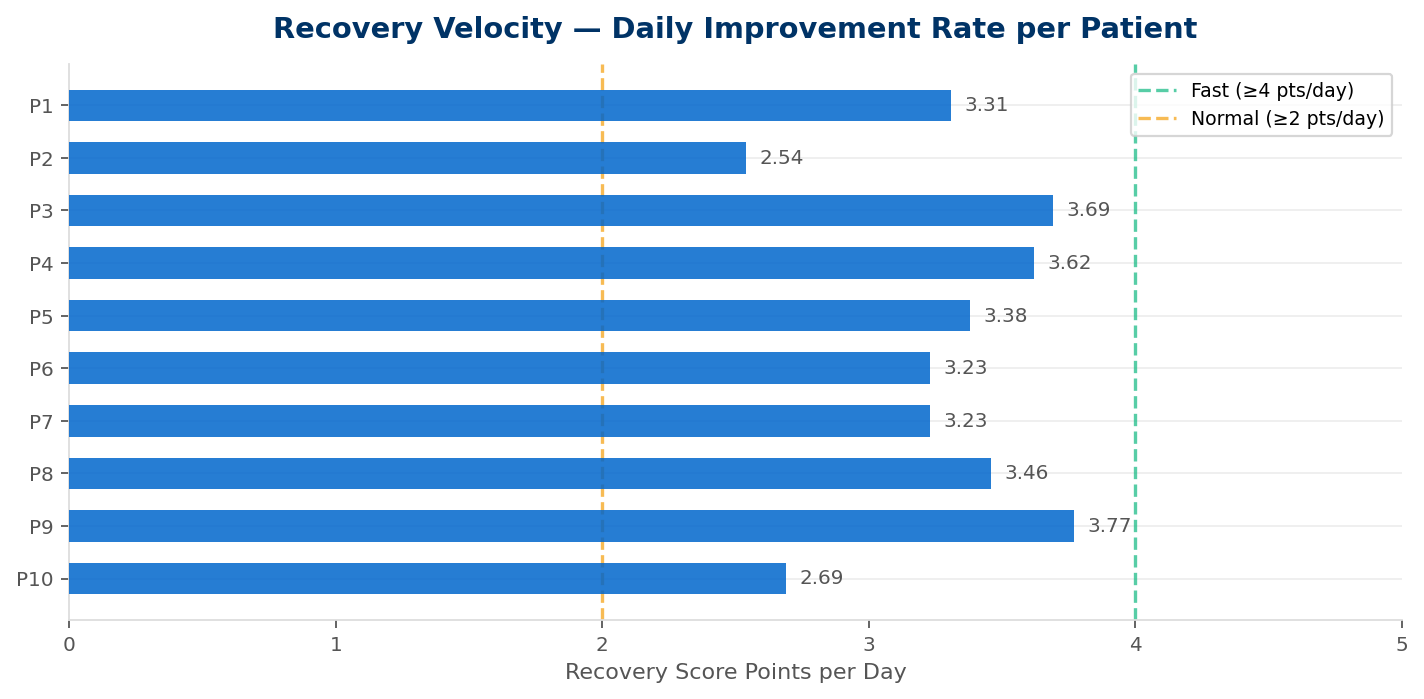 Recovery Velocity — Daily Improvement Rate per Patient
Fast (≥4 pts/day)
Normal (≥2 pts/day)
P1 3.31
P2 2.54
P3 3.69
P4 3.62
P5 3.38
P6 3.23
P7 3.23
P8 3.46
P9 3.77
P10 2.69
0 1 2 3 4 5
Recovery Score Points per Day